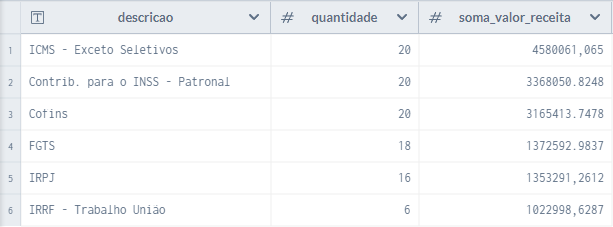 T descricao # quantidade # soma_valor_receita
1 ICMS - Exceto Seletivos 20 4580061,065
2 Contrib. para o INSS - Patronal 20 3368050.8248
3 Cofins 20 3165413.7478
4 FGTS 18 1372592.9837
5 IRPJ 16 1353291,2612
6 IRRF - Trabalho União 6 1022998,6287